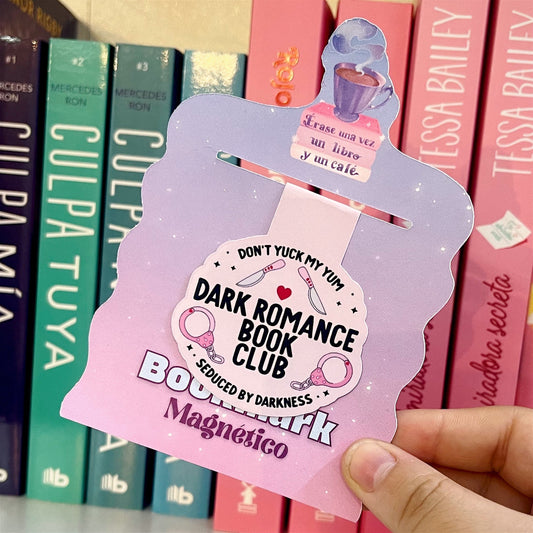 #1
MERCEDES
RON
CULPA MÍA
#2
MERCEDES
RON
CULPA TUYA
#3
MERCEDES
RON
CULPA
TESSA BAILEY
TESSA BAILEY
iradora secreta
Érase una vez
un libro
y un café
DON'T YUCK MY YUM
DARK ROMANCE
BOOK
CLUB
SEDUCED BY DARKNESS
Bookmark
Magnético